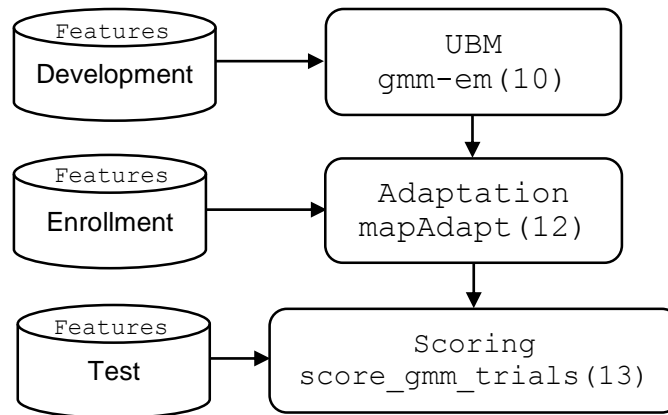 Features
Development
UBM
gmm-em(10)
Features
Enrollment
Adaptation
mapAdapt(12)
Features
Test
Scoring
score_gmm_trials(13)